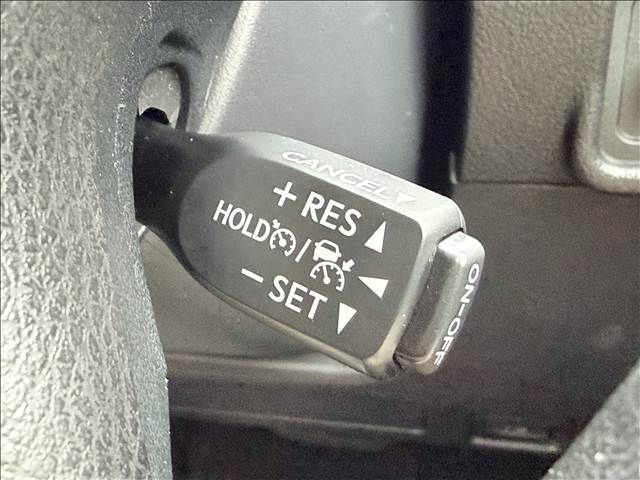 CANCEL
+ RES
HOLD /
- SET
ON-OFF